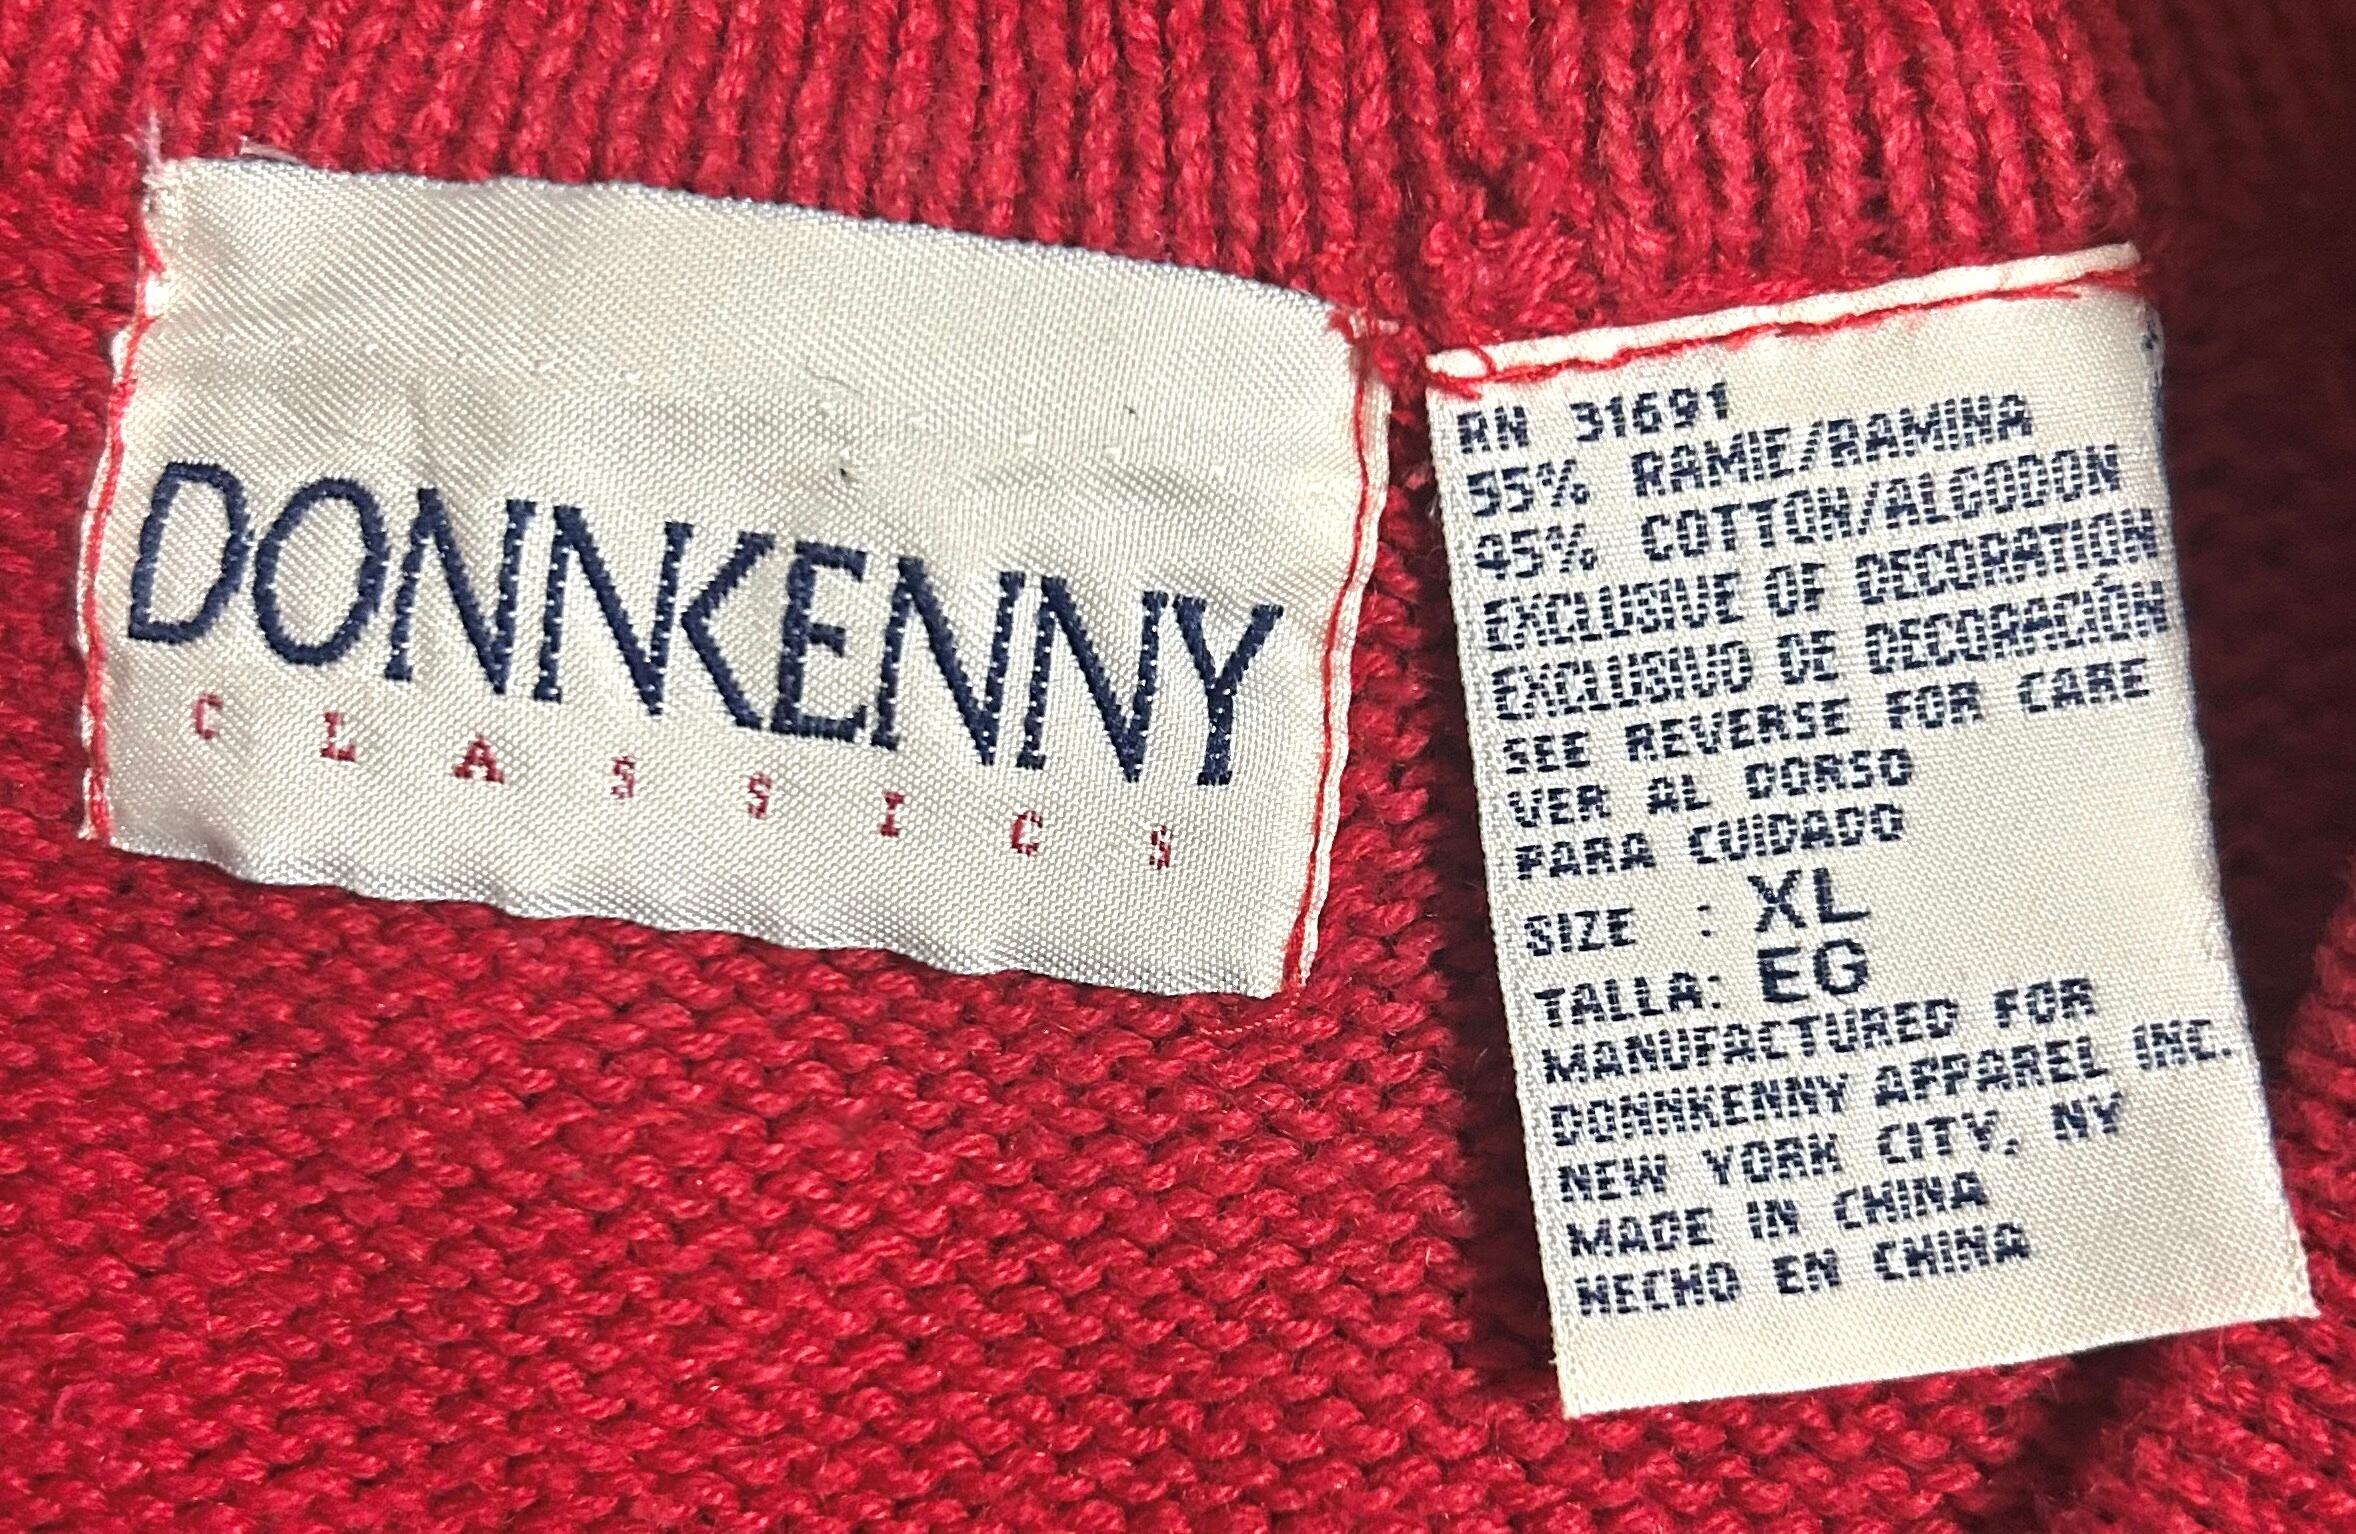 DONNKENNY
CLASSICS
RN 31691
55% RAMIE/RAMINA
45% COTTON/ALGODON
EXCLUSIVE OF DECORATION
EXCLUSIVO DE DECORACIÓN
SEE REVERSE FOR CARE
VER AL DORSO
PARA CUIDADO
SIZE : XL
TALLA: EG
MANUFACTURED FOR
DONNKENNY APPAREL INC.
NEW YORK CITY, NY
MADE IN CHINA
HECHO EN CHINA